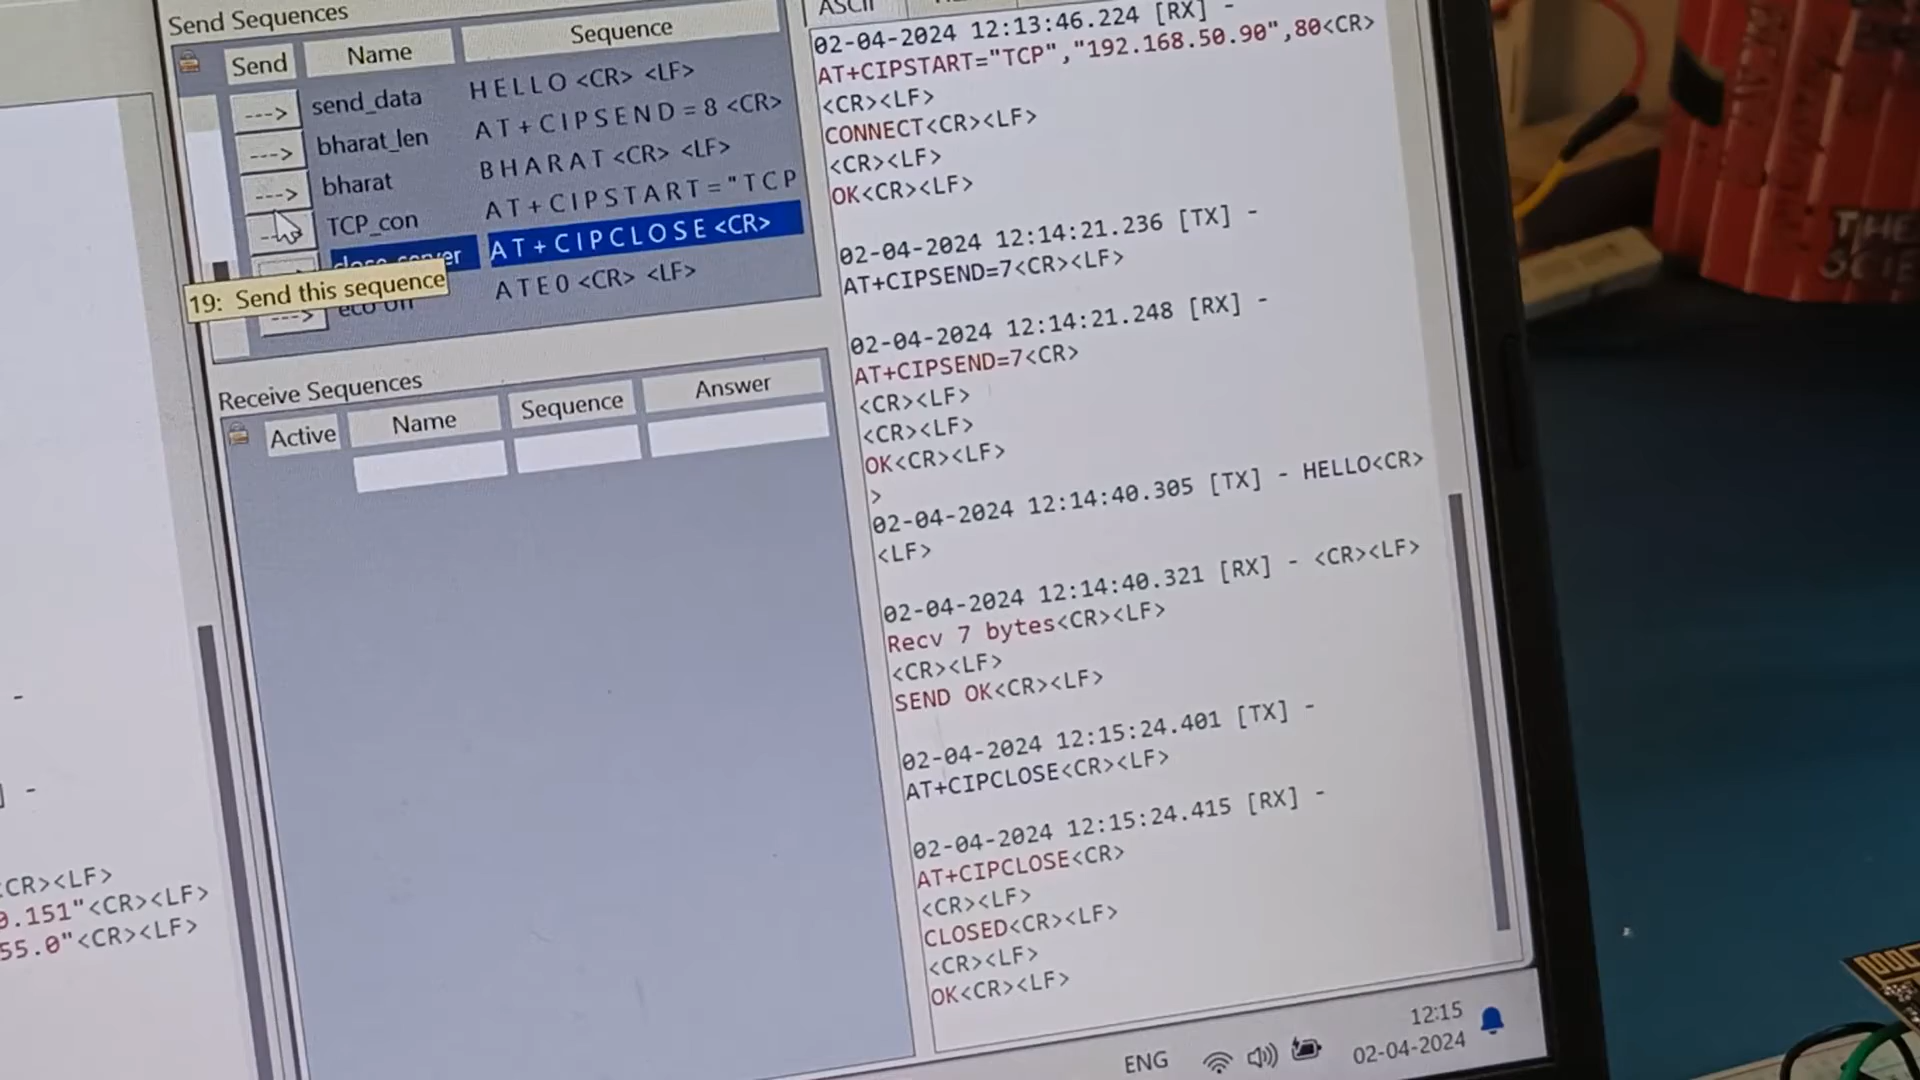 Send Sequences
Send Name Sequence
---> send_data HELLO<CR> <LF>
---> bharat_len AT+CIPSEND=8<CR>
---> bharat BHARAT<CR> <LF>
TCP_con AT+CIPSTART="TCP
AT+CIPCLOSE<CR>
---> ATE0<CR> <LF>
19: Send this sequence
Receive Sequences
Active Name Sequence Answer
ASCII
02-04-2024 12:13:46.224 [RX] -
AT+CIPSTART="TCP","192.168.50.90",80<CR>
<CR><LF>
CONNECT<CR><LF>
<CR><LF>
OK<CR><LF>
02-04-2024 12:14:21.236 [TX] -
AT+CIPSEND=7<CR><LF>
02-04-2024 12:14:21.248 [RX] -
AT+CIPSEND=7<CR>
<CR><LF>
<CR><LF>
OK<CR><LF>
>
02-04-2024 12:14:40.305 [TX] - HELLO<CR>
<LF>
02-04-2024 12:14:40.321 [RX] - <CR><LF>
Recv 7 bytes<CR><LF>
<CR><LF>
SEND OK<CR><LF>
02-04-2024 12:15:24.401 [TX] -
AT+CIPCLOSE<CR><LF>
02-04-2024 12:15:24.415 [RX] -
AT+CIPCLOSE<CR>
<CR><LF>
CLOSED<CR><LF>
<CR><LF>
OK<CR><LF>
-
] -
<CR><LF>
0.151"<CR><LF>
55.0"<CR><LF>
ENG
12:15
02-04-2024
THE
SCIE